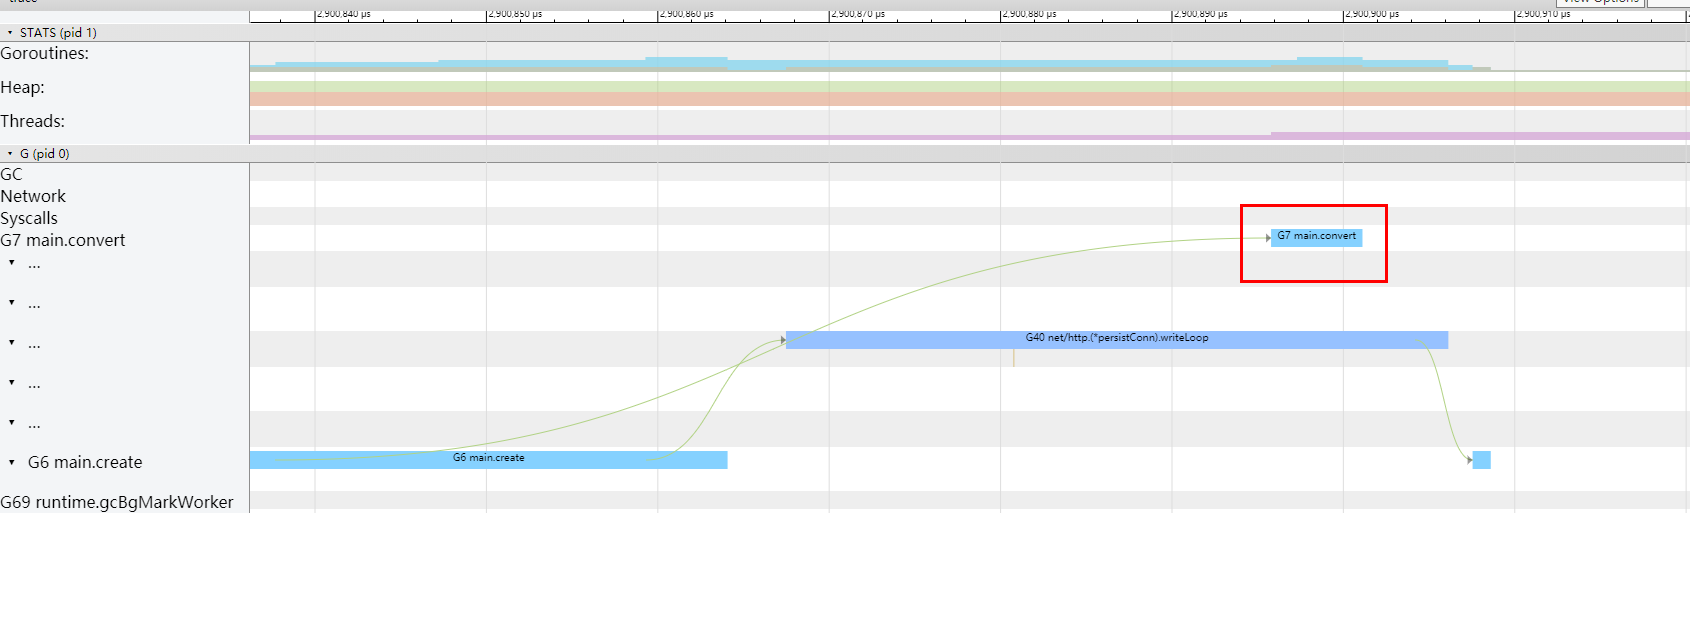 trace
View Options
2,900,840 µs 2,900,850 µs 2,900,860 µs 2,900,870 µs 2,900,880 µs 2,900,890 µs 2,900,900 µs 2,900,910 µs
STATS (pid 1)
Goroutines:
Heap:
Threads:
G (pid 0)
GC
Network
Syscalls
G7 main.convert
G7 main.convert
...
...
...
G40 net/http.(*persistConn).writeLoop
...
...
G6 main.create
G6 main.create
G69 runtime.gcBgMarkWorker